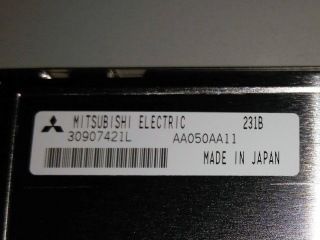 MITSUBISHI ELECTRIC 231B
30907421L AA050AA11
MADE IN JAPAN